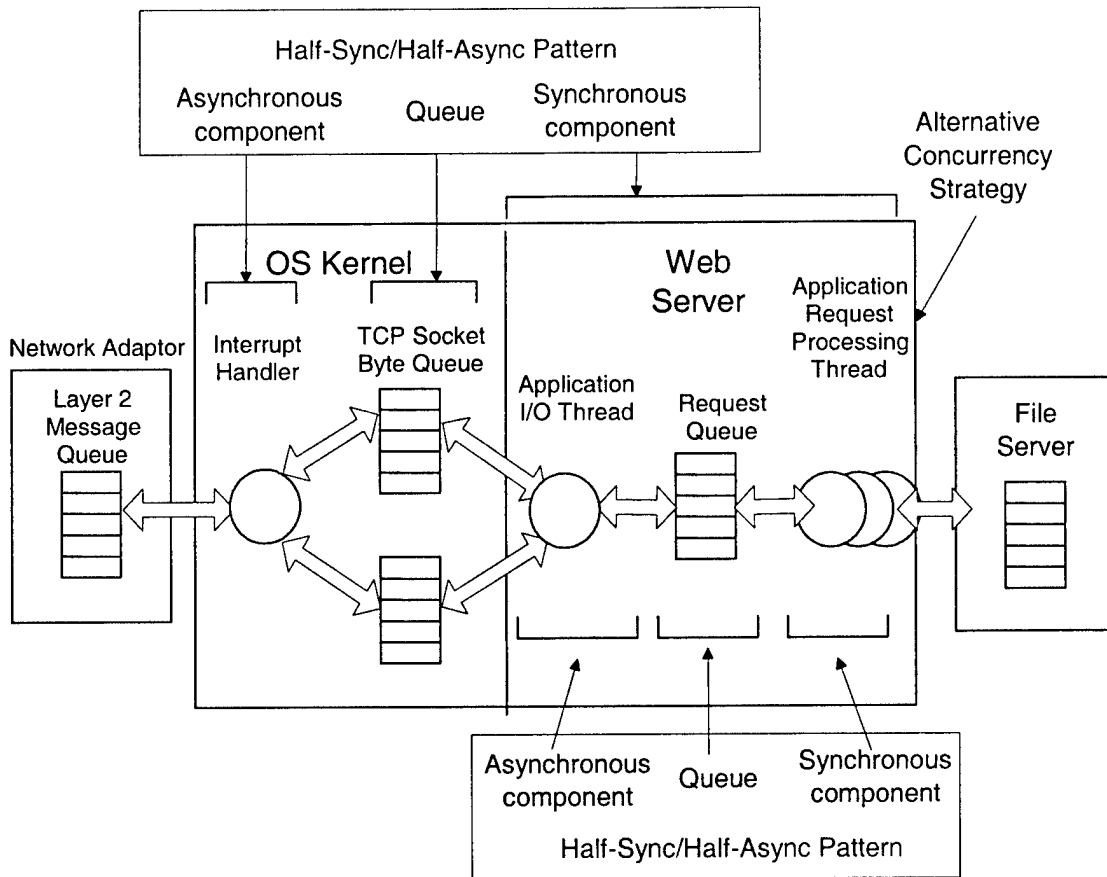 Half-Sync/Half-Async Pattern
Asynchronous
component
Queue
Synchronous
component
Alternative
Concurrency
Strategy
OS Kernel
Web
Server
Network Adaptor
Layer 2
Message
Queue
Interrupt
Handler
TCP Socket
Byte Queue
Application
I/O Thread
Request
Queue
Application
Request
Processing
Thread
File
Server
Asynchronous
component
Queue
Synchronous
component
Half-Sync/Half-Async Pattern